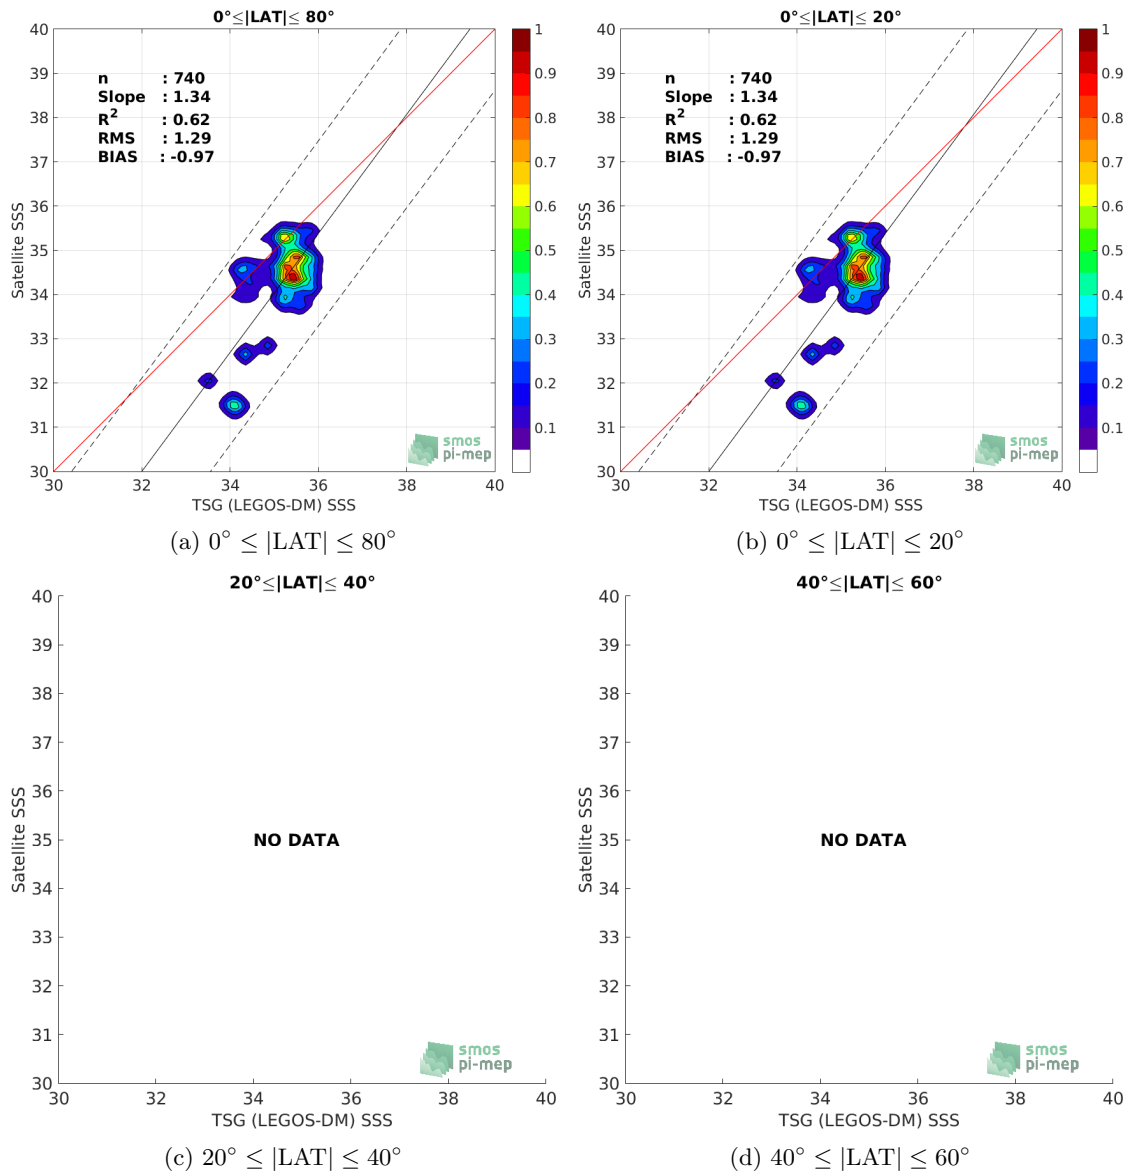 0°≤|LAT|≤ 80°
40
39
38
37
36
35
34
33
32
31
30
Satellite SSS
n : 740
Slope : 1.34
R² : 0.62
RMS : 1.29
BIAS : -0.97
smos
pi-mep
30 32 34 36 38 40
TSG (LEGOS-DM) SSS
1
0.9
0.8
0.7
0.6
0.5
0.4
0.3
0.2
0.1
(a) 0° ≤ |LAT| ≤ 80°
0°≤|LAT|≤ 20°
40
39
38
37
36
35
34
33
32
31
30
Satellite SSS
n : 740
Slope : 1.34
R² : 0.62
RMS : 1.29
BIAS : -0.97
smos
pi-mep
30 32 34 36 38 40
TSG (LEGOS-DM) SSS
1
0.9
0.8
0.7
0.6
0.5
0.4
0.3
0.2
0.1
(b) 0° ≤ |LAT| ≤ 20°
20°≤|LAT|≤ 40°
40
39
38
37
36
35
34
33
32
31
30
Satellite SSS
NO DATA
smos
pi-mep
30 32 34 36 38 40
TSG (LEGOS-DM) SSS
(c) 20° ≤ |LAT| ≤ 40°
40°≤|LAT|≤ 60°
40
39
38
37
36
35
34
33
32
31
30
Satellite SSS
NO DATA
smos
pi-mep
30 32 34 36 38 40
TSG (LEGOS-DM) SSS
(d) 40° ≤ |LAT| ≤ 60°